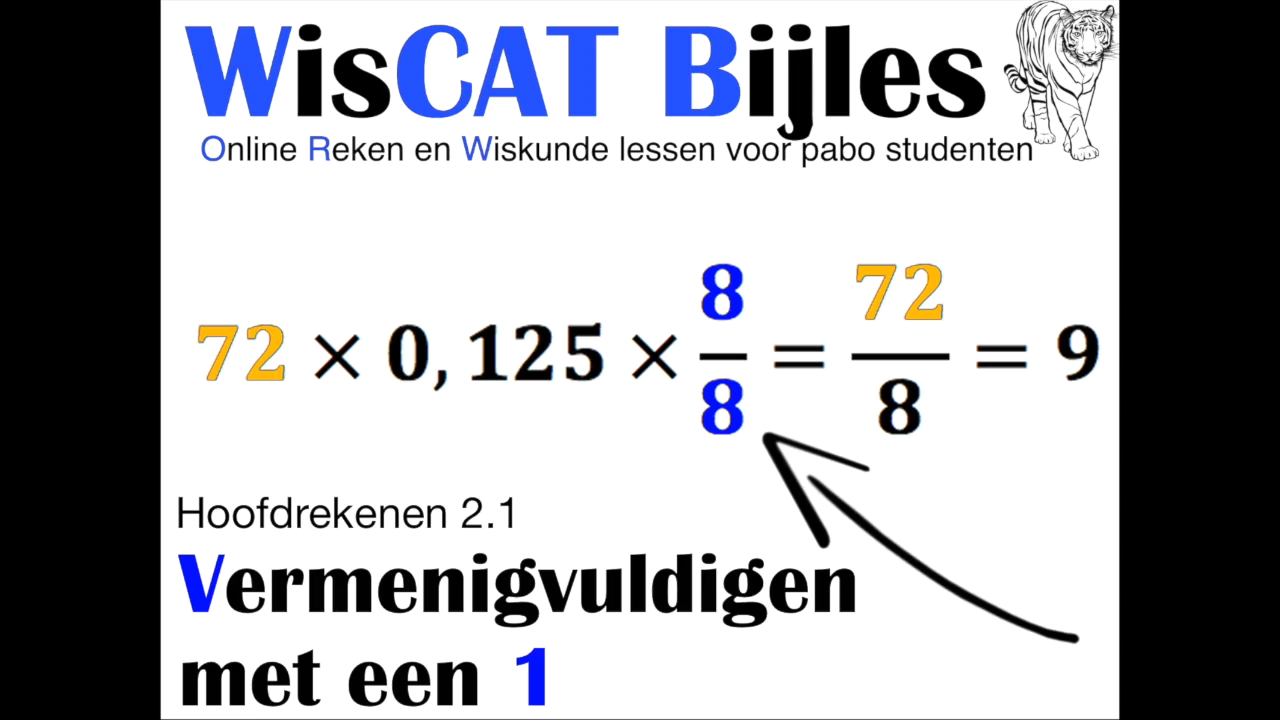 WisCAT Bijles
Online Reken en Wiskunde lessen voor pabo studenten
72 × 0,125 × 8/8 = 72/8 = 9
Hoofdrekenen 2.1
Vermenigvuldigen
met een 1